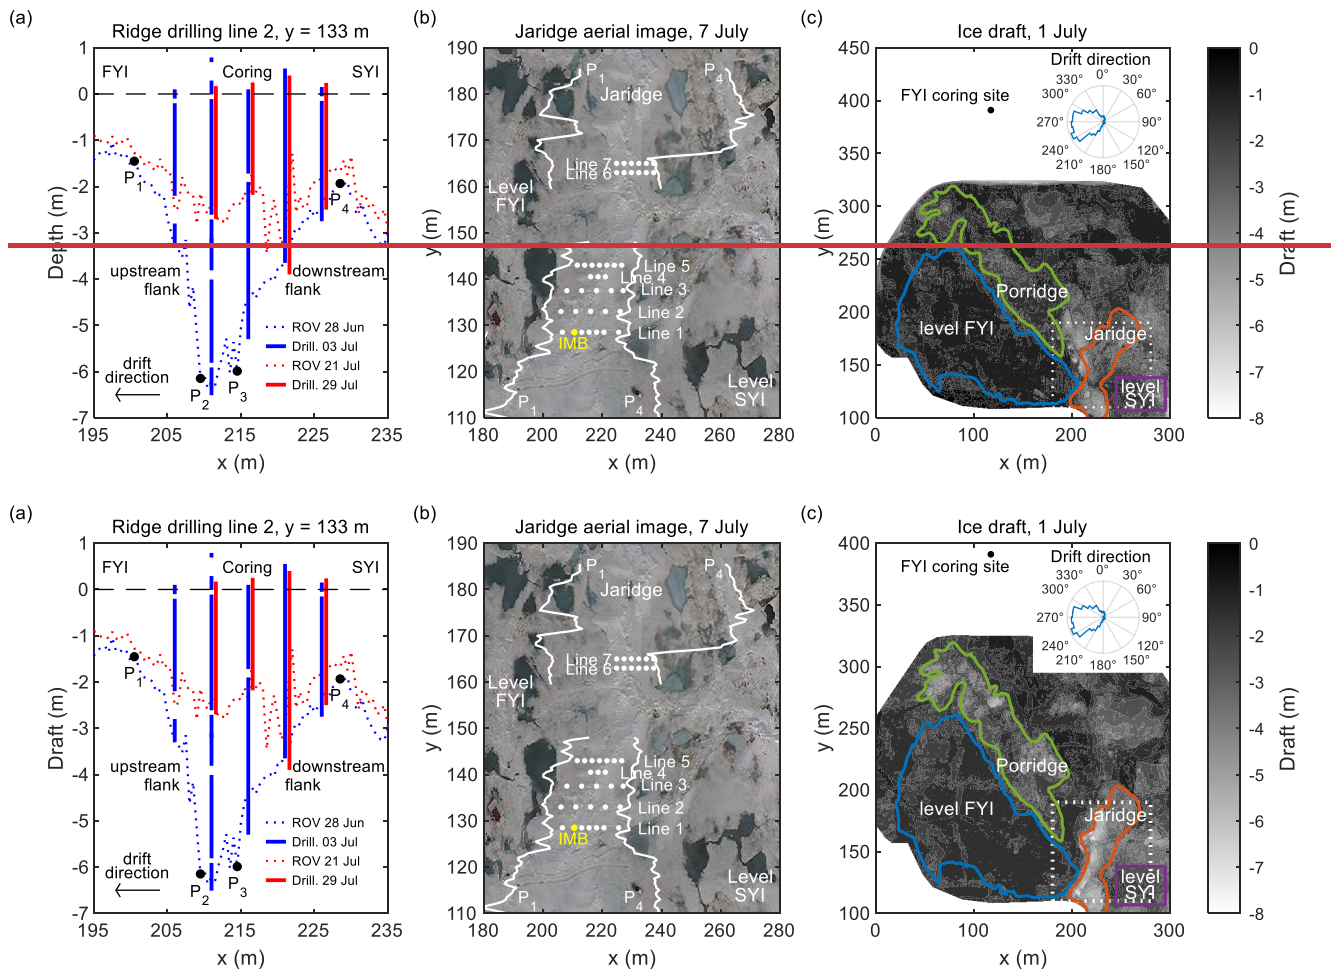 (a)
Ridge drilling line 2, y = 133 m
1
0
-1
-2
-3
-4
-5
-6
-7
Depth (m)
FYI
Coring
SYI
P1
P4
upstream
flank
downstream
flank
ROV 28 Jun
Drill. 03 Jul
ROV 21 Jul
Drill. 29 Jul
drift
direction
P2
P3
195
205
215
225
235
x (m)
(b)
Jaridge aerial image, 7 July
190
180
170
160
150
140
130
120
110
y (m)
P1
P4
Jaridge
Line 7
Line 6
Level
FYI
Line 5
Line 4
Line 3
Line 2
Line 1
IMB
Level
SYI
P1
P4
180
200
220
240
260
280
x (m)
(c)
Ice draft, 1 July
450
400
350
300
250
200
150
100
y (m)
FYI coring site
Drift direction
0°
30°
60°
90°
120°
150°
180°
210°
240°
270°
300°
330°
Porridge
level FYI
Jaridge
level
SYI
0
100
200
300
x (m)
0
-1
-2
-3
-4
-5
-6
-7
-8
Draft (m)
(a)
Ridge drilling line 2, y = 133 m
1
0
-1
-2
-3
-4
-5
-6
-7
Draft (m)
FYI
Coring
SYI
P1
P4
upstream
flank
downstream
flank
ROV 28 Jun
Drill. 03 Jul
ROV 21 Jul
Drill. 29 Jul
drift
direction
P2
P3
195
205
215
225
235
x (m)
(b)
Jaridge aerial image, 7 July
190
180
170
160
150
140
130
120
110
y (m)
P1
P4
Jaridge
Line 7
Line 6
Level
FYI
Line 5
Line 4
Line 3
Line 2
Line 1
IMB
Level
SYI
P1
P4
180
200
220
240
260
280
x (m)
(c)
Ice draft, 1 July
400
350
300
250
200
150
100
y (m)
FYI coring site
Drift direction
0°
30°
60°
90°
120°
150°
180°
210°
240°
270°
300°
330°
Porridge
level FYI
Jaridge
level
SYI
0
100
200
300
x (m)
0
-1
-2
-3
-4
-5
-6
-7
-8
Draft (m)